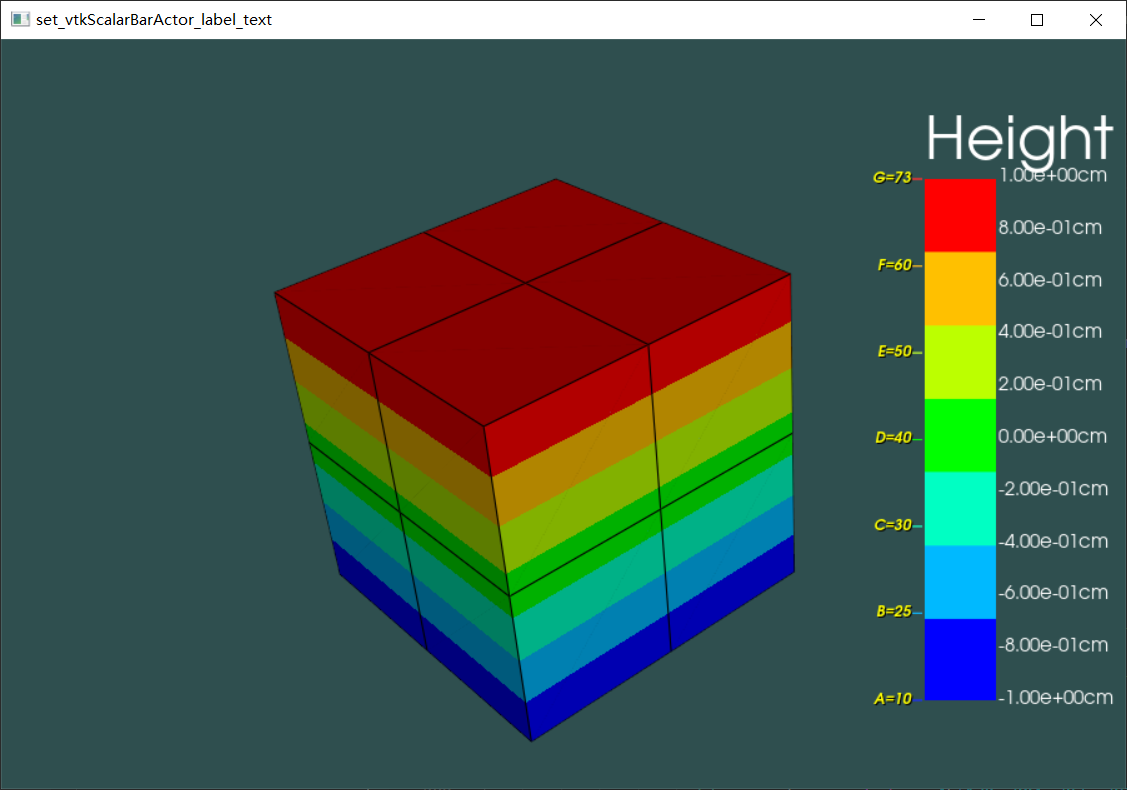 set_vtkScalarBarActor_label_text
Height
G=73
1.00e+00cm
8.00e-01cm
F=60
6.00e-01cm
4.00e-01cm
E=50
2.00e-01cm
D=40
0.00e+00cm
-2.00e-01cm
C=30
-4.00e-01cm
-6.00e-01cm
B=25
-8.00e-01cm
A=10
-1.00e+00cm